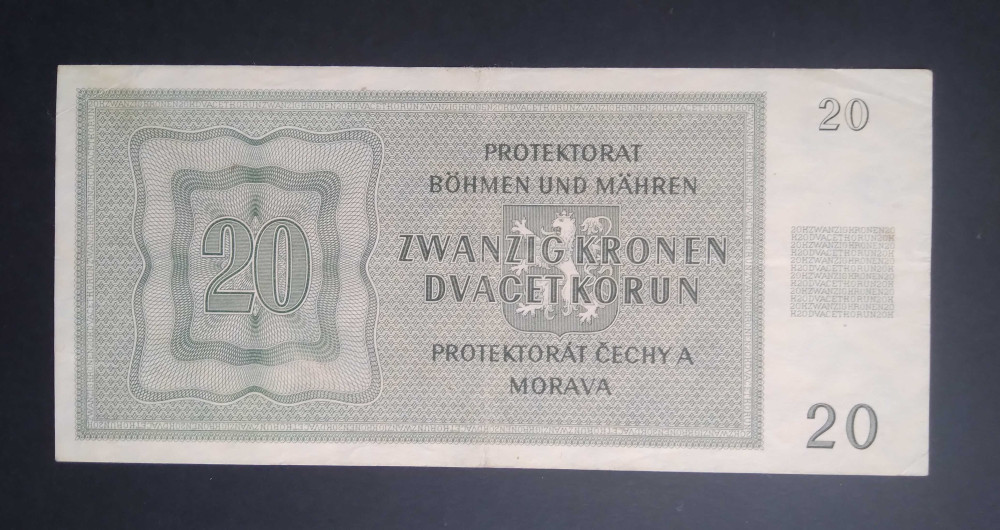 20
PROTEKTORAT
BÖHMEN UND MÄHREN
20
ZWANZIG KRONEN
DVACET KORUN
PROTEKTORÁT ČECHY A
MORAVA
20